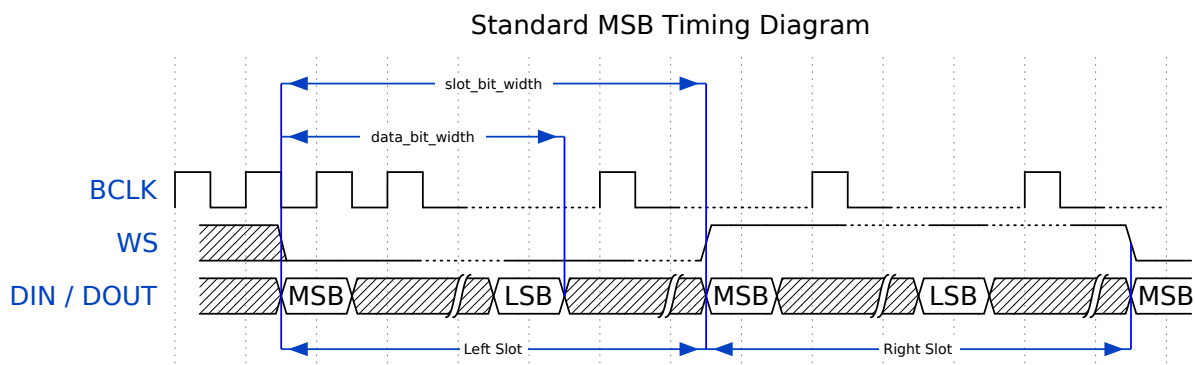 Standard MSB Timing Diagram
slot_bit_width
data_bit_width
BCLK
WS
DIN / DOUT
MSB
LSB
MSB
LSB
MSB
Left Slot
Right Slot